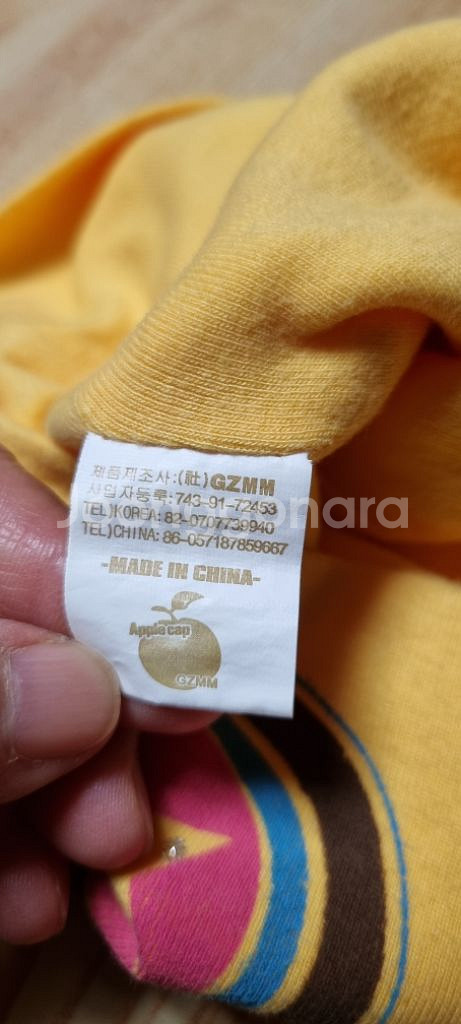 제품제조사:(社)GZMM
사업자등록:743-91-72453
TEL)KOREA: 82-0707739940
TEL)CHINA: 86-057187859667
-MADE IN CHINA-
Apple cap
GZMM